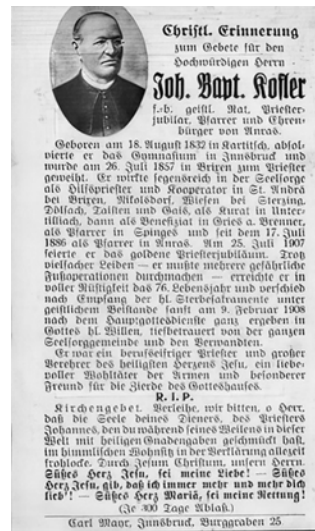 Christl. Erinnerung
zum Gebete für den
Hochwürdigen Herrn
Joh. Bapt. Kofler
f.-b. geistl. Rat, Priester-
jubilar, Pfarrer und Ehren-
bürger von Anras.
Geboren am 18. August 1832 in Kartitsch, absol-
vierte er das Gymnasium in Innsbruck und
wurde am 26. Juli 1857 in Brixen zum Priester
geweiht. Er wirkte segensreich in der Seelsorge
als Hilfspriester und Kooperator in St. Andrä
bei Brixen, Nikolsdorf, Wiesen bei Sterzing,
Dölsach, Taisten und Gais, als Kurat in Unter-
tilliach, dann als Benefiziat in Gries a. Brenner,
als Pfarrer in Spinges und seit dem 17. Juli
1886 als Pfarrer in Anras. Am 25. Juli 1907
feierte er das goldene Priesterjubiläum. Trotz
vielfacher Leiden — er mußte mehrere gefährliche
Fußoperationen durchmachen — erreichte er in
voller Rüstigkeit das 76. Lebensjahr und verschied
nach Empfang der hl. Sterbesakramente unter
geistlichem Beistande sanft am 9. Februar 1908
nach dem Hauptgottesdienste ganz ergeben in
Gottes hl. Willen, tiefbetrauert von der ganzen
Seelsorggemeinde und den Verwandten.
Er war ein berufseifriger Priester und großer
Verehrer des heiligsten Herzens Jesu, ein liebe-
voller Wohltäter der Armen und besonderer
Freund für die Zierde des Gotteshauses.
R. I. P.
Kirchengebet. Verleihe, wir bitten, o Herr,
daß die Seele deines Dieners, des Priesters
Johannes, den du während seines Weilens in dieser
Welt mit heiligen Gnadengaben geschmückt hast,
im himmlischen Wohnsitz in der Verklärung allezeit
frohlocke. Durch Jesum Christum, unsern Herrn.
Süßes Herz Jesu, sei meine Liebe! — Süßes
Herz Jesu, gib, daß ich immer mehr und mehr dich
lieb'! — Süßes Herz Mariä, sei meine Rettung!
(Je 300 Tage Ablaß.)
Carl Mayr, Innsbruck, Burggraben 25